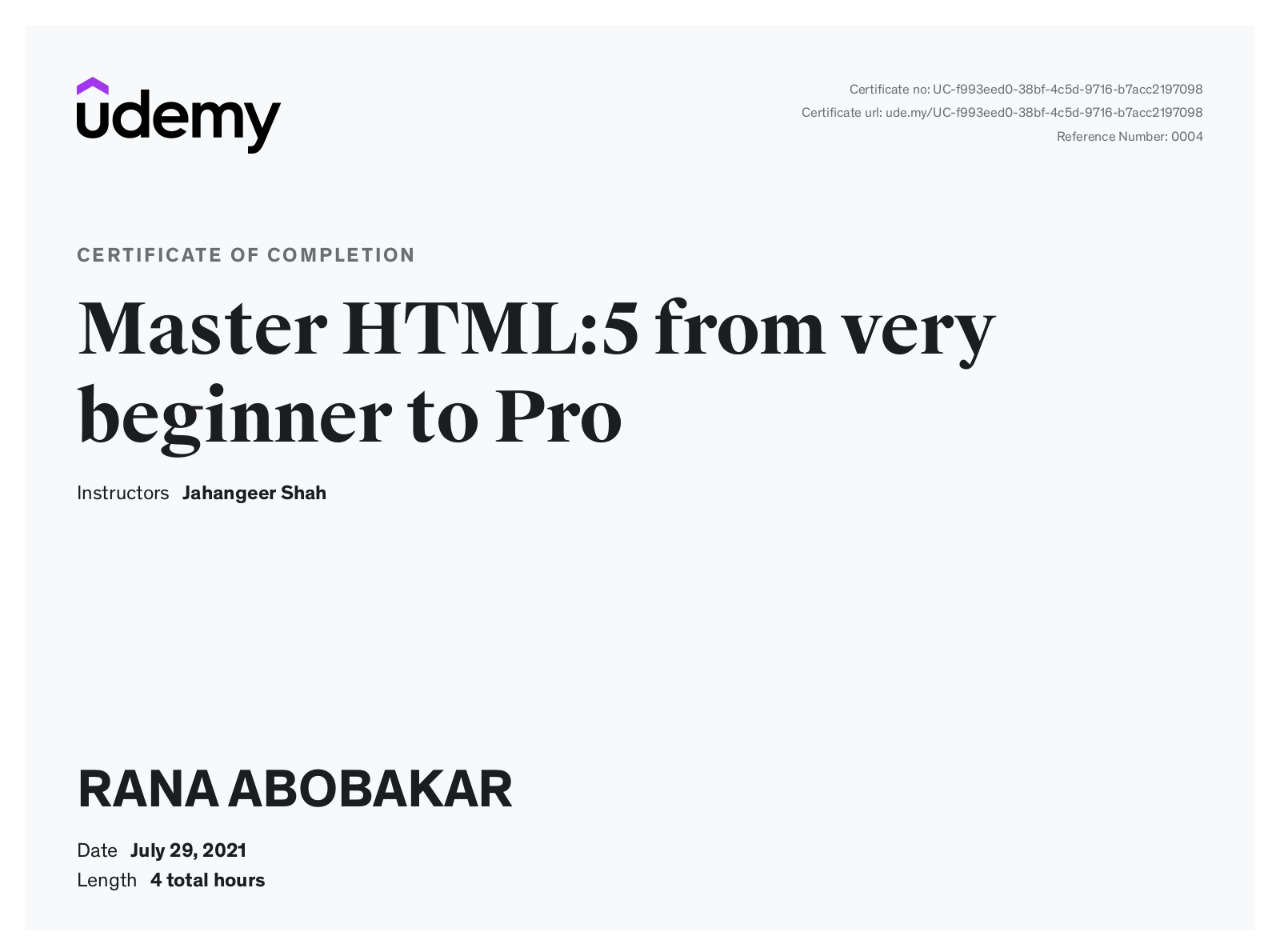 udemy
Certificate no: UC-f993eed0-38bf-4c5d-9716-b7acc2197098
Certificate url: ude.my/UC-f993eed0-38bf-4c5d-9716-b7acc2197098
Reference Number: 0004
CERTIFICATE OF COMPLETION
Master HTML:5 from very
beginner to Pro
Instructors Jahangeer Shah
RANA ABOBAKAR
Date July 29, 2021
Length 4 total hours